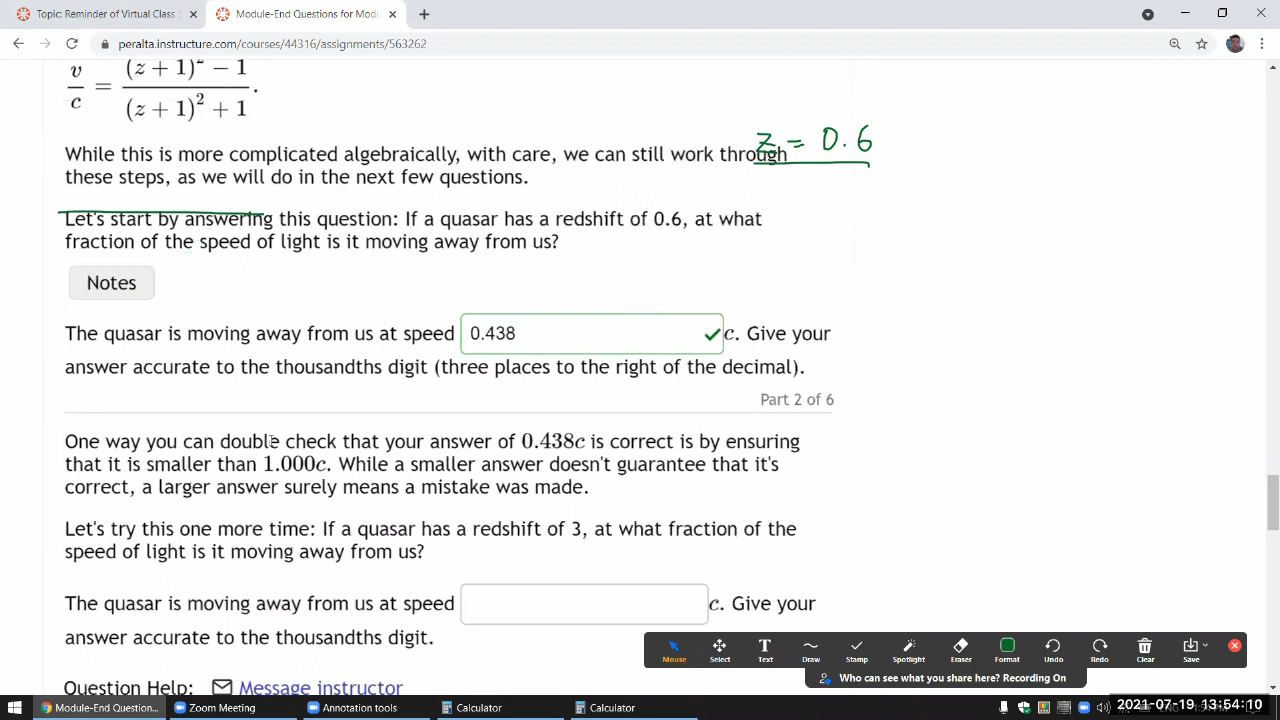 Topic: Reminder of Virtual Class
Module-End Questions for Modul
peralta.instructure.com/courses/44316/assignments/563262
v/c = ((z + 1)² − 1)/((z + 1)² + 1).
z = 0.6
While this is more complicated algebraically, with care, we can still work through
these steps, as we will do in the next few questions.
Let's start by answering this question: If a quasar has a redshift of 0.6, at what
fraction of the speed of light is it moving away from us?
Notes
The quasar is moving away from us at speed 0.438 c. Give your
answer accurate to the thousandths digit (three places to the right of the decimal).
Part 2 of 6
One way you can double check that your answer of 0.438c is correct is by ensuring
that it is smaller than 1.000c. While a smaller answer doesn't guarantee that it's
correct, a larger answer surely means a mistake was made.
Let's try this one more time: If a quasar has a redshift of 3, at what fraction of the
speed of light is it moving away from us?
The quasar is moving away from us at speed c. Give your
answer accurate to the thousandths digit.
Question Help: Message instructor
Mouse Select Text Draw Stamp Spotlight Eraser Format Undo Redo Clear Save
Who can see what you share here? Recording On
Module-End Question... Zoom Meeting Annotation tools Calculator Calculator 2021-07-19 13:54:10